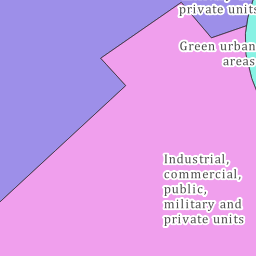 private units
Green urban
areas
Industrial,
commercial,
public,
military and
private units